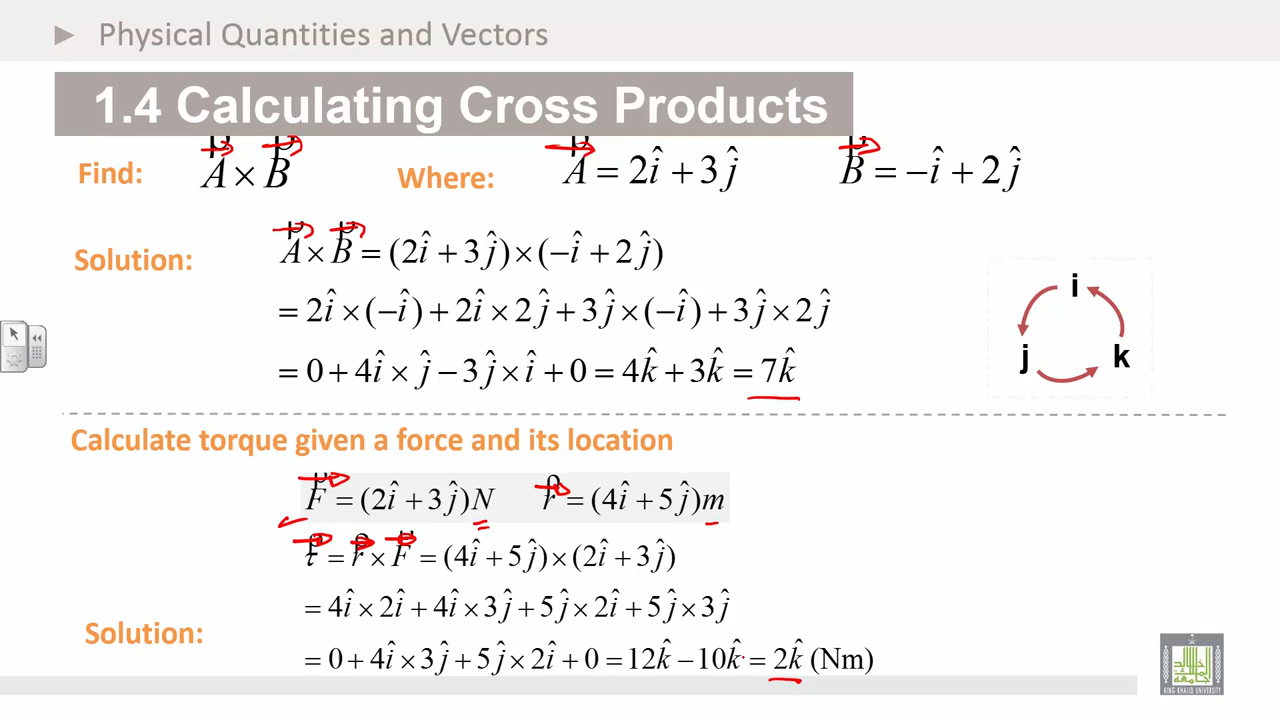 ► Physical Quantities and Vectors
1.4 Calculating Cross Products
Find: A × B Where: A = 2î + 3ĵ B = −î + 2ĵ
Solution: A × B = (2î + 3ĵ) × (−î + 2ĵ)
= 2î × (−î) + 2î × 2ĵ + 3ĵ × (−î) + 3ĵ × 2ĵ
= 0 + 4î × ĵ − 3ĵ × î + 0 = 4k̂ + 3k̂ = 7k̂
i
j k
Calculate torque given a force and its location
F = (2î + 3ĵ)N r = (4î + 5ĵ)m
τ = r × F = (4î + 5ĵ) × (2î + 3ĵ)
= 4î × 2î + 4î × 3ĵ + 5ĵ × 2î + 5ĵ × 3ĵ
Solution: = 0 + 4î × 3ĵ + 5ĵ × 2î + 0 = 12k̂ − 10k̂ = 2k̂ (Nm)
KING KHALID UNIVERSITY